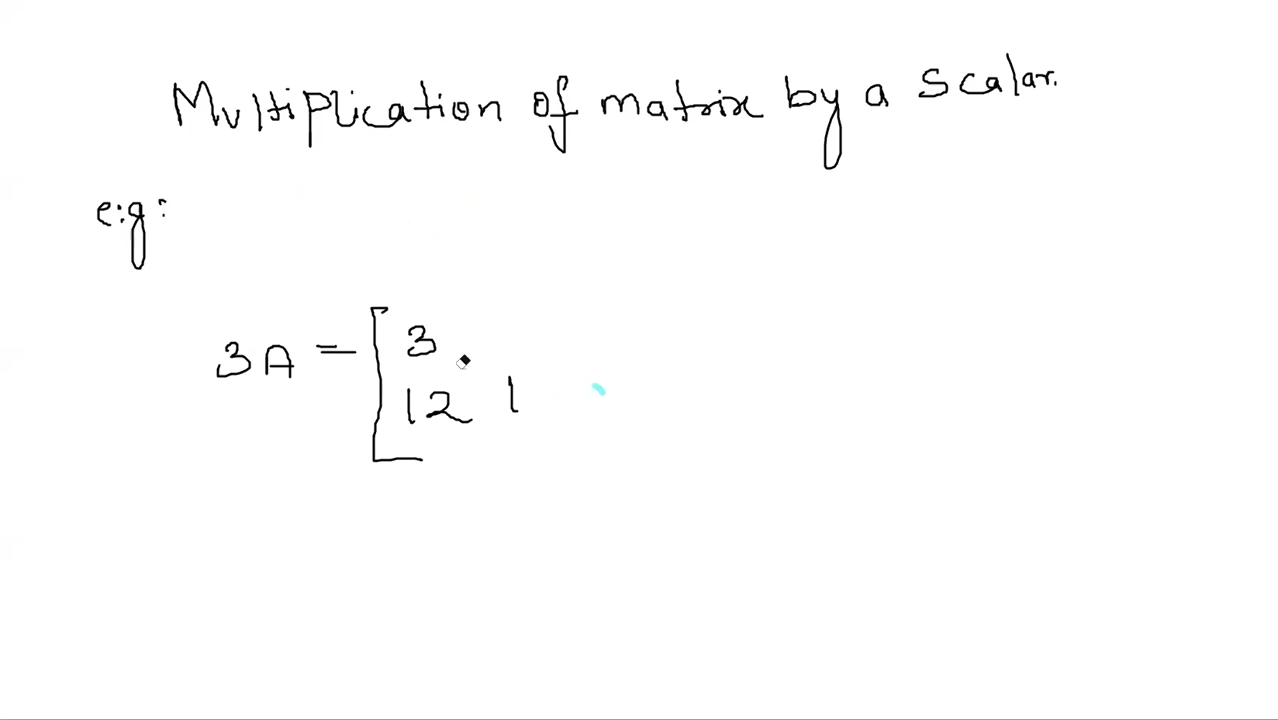 Multiplication of matrix by a scalar.
e:g:
3A = [ 3
12 1